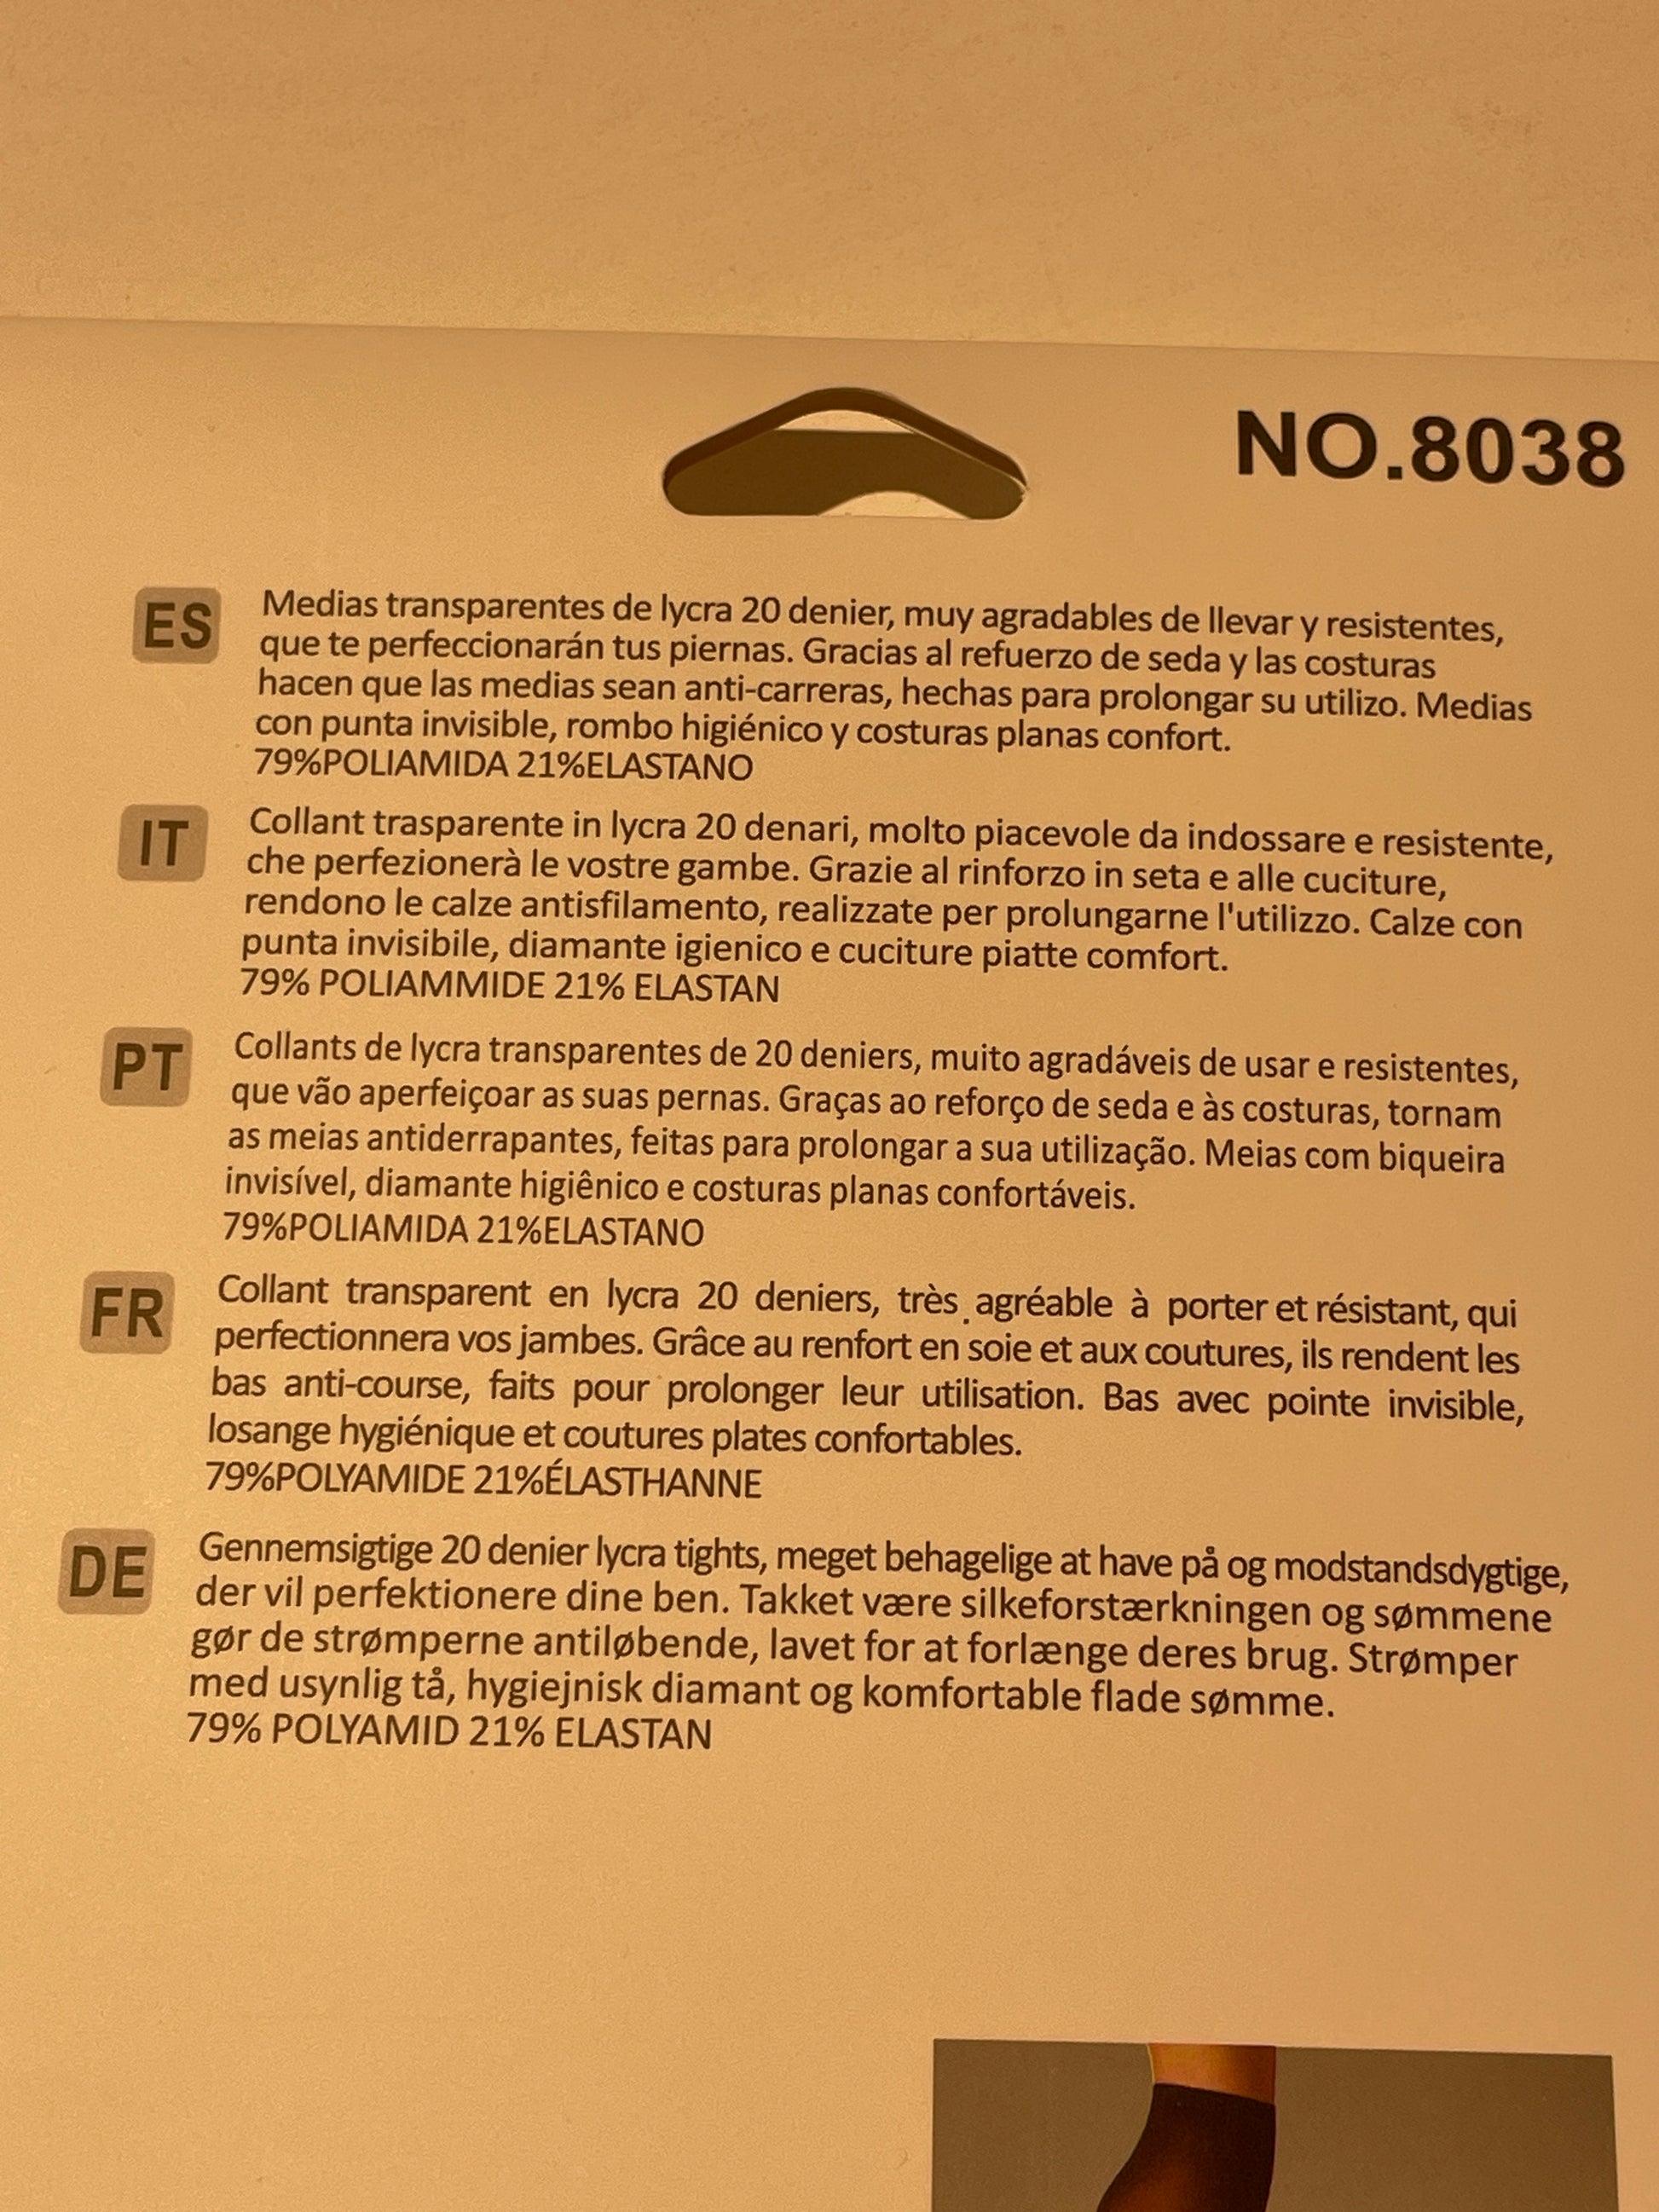 NO.8038
ES
Medias transparentes de lycra 20 denier, muy agradables de llevar y resistentes,
que te perfeccionarán tus piernas. Gracias al refuerzo de seda y las costuras
hacen que las medias sean anti-carreras, hechas para prolongar su utilizo. Medias
con punta invisible, rombo higiénico y costuras planas confort.
79%POLIAMIDA 21%ELASTANO
IT
Collant trasparente in lycra 20 denari, molto piacevole da indossare e resistente,
che perfezionerà le vostre gambe. Grazie al rinforzo in seta e alle cuciture,
rendono le calze antisfilamento, realizzate per prolungarne l'utilizzo. Calze con
punta invisibile, diamante igienico e cuciture piatte comfort.
79% POLIAMMIDE 21% ELASTAN
PT
Collants de lycra transparentes de 20 deniers, muito agradáveis de usar e resistentes,
que vão aperfeiçoar as suas pernas. Graças ao reforço de seda e às costuras, tornam
as meias antiderrapantes, feitas para prolongar a sua utilização. Meias com biqueira
invisível, diamante higiênico e costuras planas confortáveis.
79%POLIAMIDA 21%ELASTANO
FR
Collant transparent en lycra 20 deniers, très agréable à porter et résistant, qui
perfectionnera vos jambes. Grâce au renfort en soie et aux coutures, ils rendent les
bas anti-course, faits pour prolonger leur utilisation. Bas avec pointe invisible,
losange hygiénique et coutures plates confortables.
79%POLYAMIDE 21%ÉLASTHANNE
DE
Gennemsigtige 20 denier lycra tights, meget behagelige at have på og modstandsdygtige,
der vil perfektionere dine ben. Takket være silkeforstærkningen og sømmene
gør de strømperne antiløbende, lavet for at forlænge deres brug. Strømper
med usynlig tå, hygiejnisk diamant og komfortable flade sømme.
79% POLYAMID 21% ELASTAN